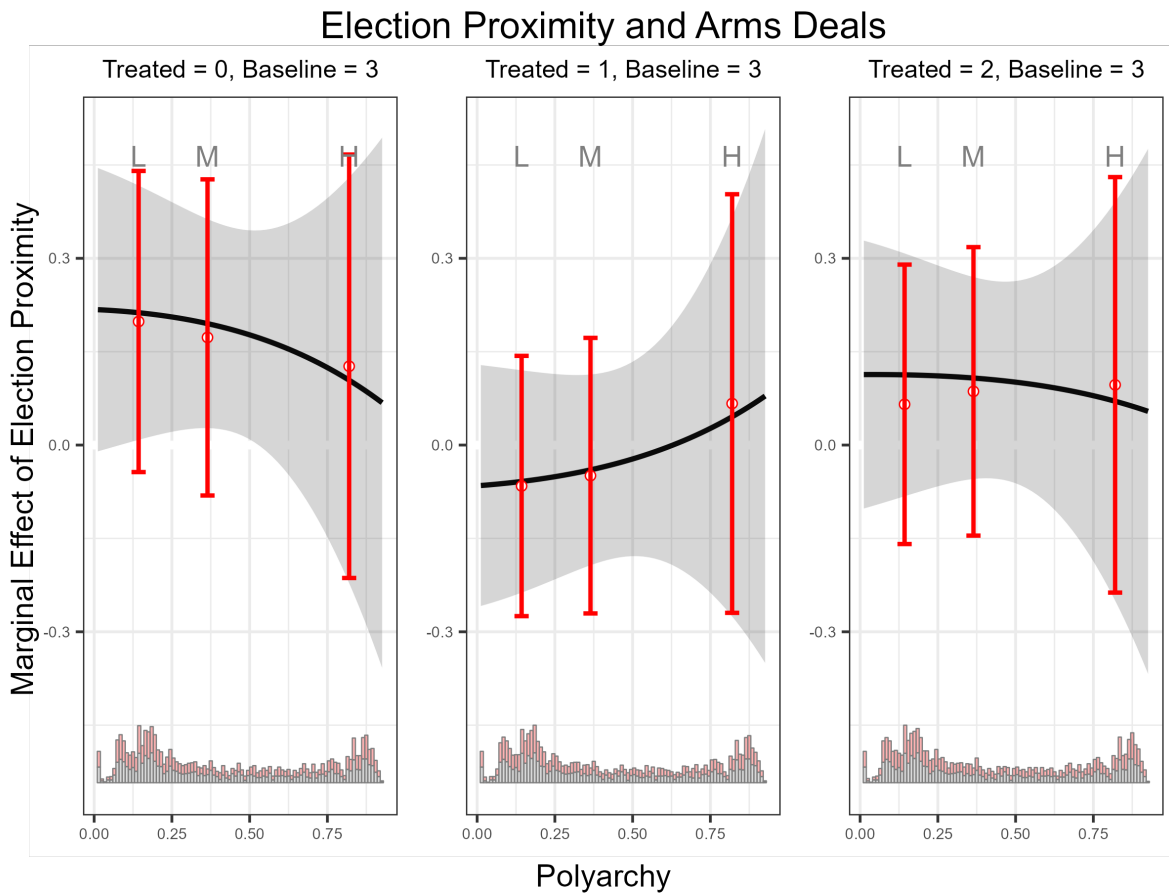 Election Proximity and Arms Deals
Treated = 0, Baseline = 3
Treated = 1, Baseline = 3
Treated = 2, Baseline = 3
Marginal Effect of Election Proximity
L M H
L M H
L M H
0.3
0.0
-0.3
0.3
0.0
-0.3
0.3
0.0
-0.3
0.00 0.25 0.50 0.75
0.00 0.25 0.50 0.75
0.00 0.25 0.50 0.75
Polyarchy